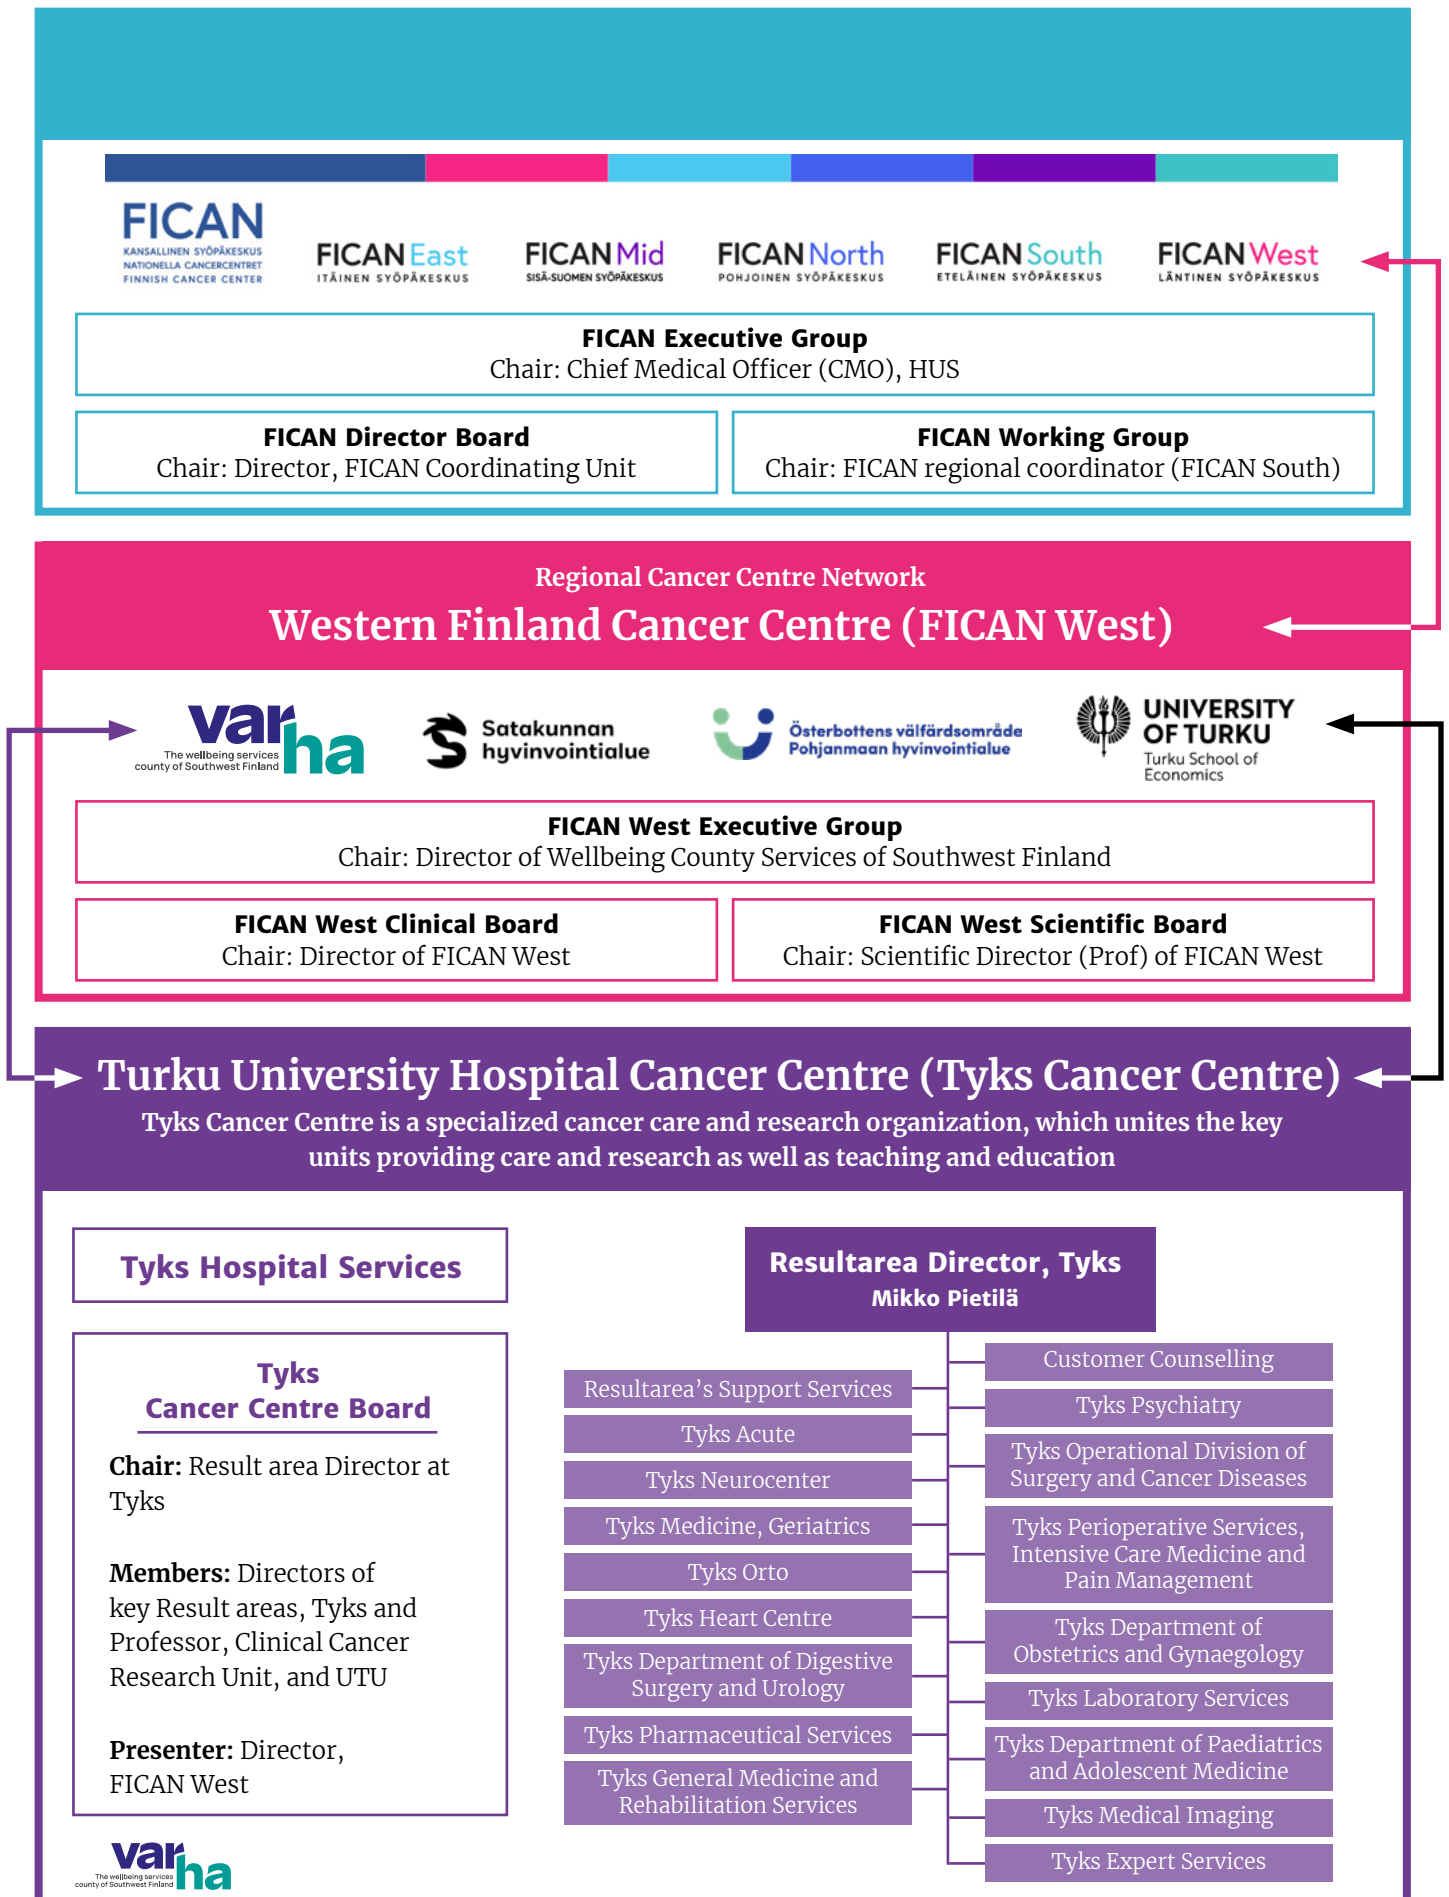 FICAN
KANSALLINEN SYÖPÄKESKUS
NATIONELLA CANCERCENTRET
FINNISH CANCER CENTER
FICAN East
ITÄINEN SYÖPÄKESKUS
FICAN Mid
SISÄ-SUOMEN SYÖPÄKESKUS
FICAN North
POHJOINEN SYÖPÄKESKUS
FICAN South
ETELÄINEN SYÖPÄKESKUS
FICAN West
LÄNTINEN SYÖPÄKESKUS
FICAN Executive Group
Chair: Chief Medical Officer (CMO), HUS
FICAN Director Board
Chair: Director, FICAN Coordinating Unit
FICAN Working Group
Chair: FICAN regional coordinator (FICAN South)
Regional Cancer Centre Network
Western Finland Cancer Centre (FICAN West)
varha
The wellbeing services
county of Southwest Finland
Satakunnan
hyvinvointialue
Österbottens välfärdsområde
Pohjanmaan hyvinvointialue
UNIVERSITY
OF TURKU
Turku School of
Economics
FICAN West Executive Group
Chair: Director of Wellbeing County Services of Southwest Finland
FICAN West Clinical Board
Chair: Director of FICAN West
FICAN West Scientific Board
Chair: Scientific Director (Prof) of FICAN West
Turku University Hospital Cancer Centre (Tyks Cancer Centre)
Tyks Cancer Centre is a specialized cancer care and research organization, which unites the key
units providing care and research as well as teaching and education
Tyks Hospital Services
Tyks
Cancer Centre Board
Chair: Result area Director at
Tyks
Members: Directors of
key Result areas, Tyks and
Professor, Clinical Cancer
Research Unit, and UTU
Presenter: Director,
FICAN West
varha
The wellbeing services
county of Southwest Finland
Resultarea Director, Tyks
Mikko Pietilä
Resultarea's Support Services
Tyks Acute
Tyks Neurocenter
Tyks Medicine, Geriatrics
Tyks Orto
Tyks Heart Centre
Tyks Department of Digestive
Surgery and Urology
Tyks Pharmaceutical Services
Tyks General Medicine and
Rehabilitation Services
Customer Counselling
Tyks Psychiatry
Tyks Operational Division of
Surgery and Cancer Diseases
Tyks Perioperative Services,
Intensive Care Medicine and
Pain Management
Tyks Department of
Obstetrics and Gynaegology
Tyks Laboratory Services
Tyks Department of Paediatrics
and Adolescent Medicine
Tyks Medical Imaging
Tyks Expert Services